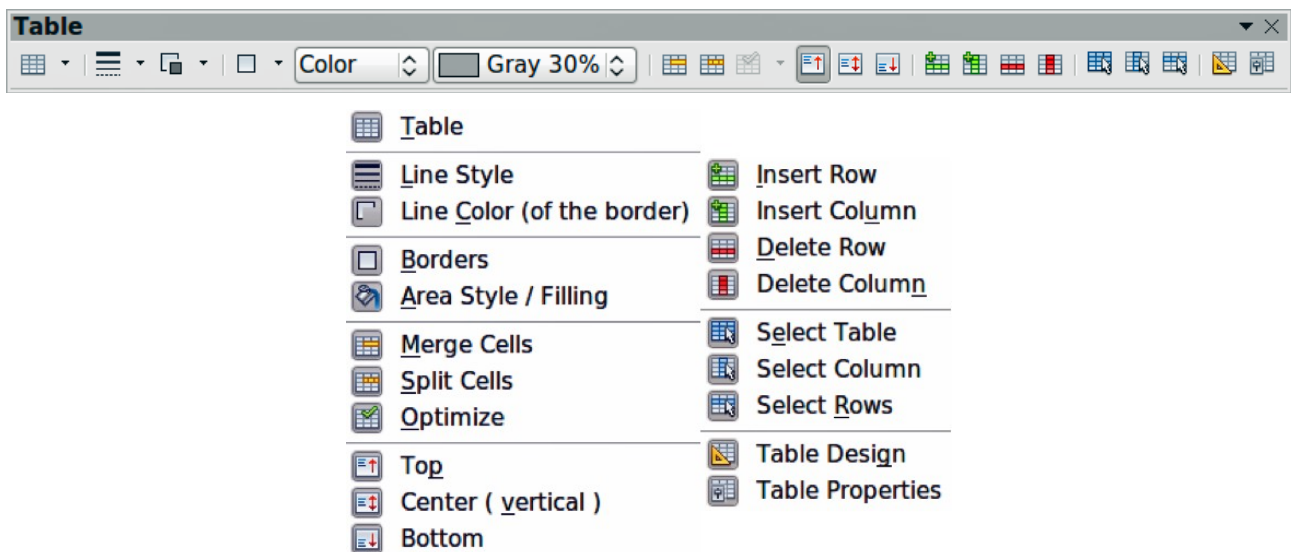 Table
Color Gray 30%
Table
Line Style
Line Color (of the border)
Borders
Area Style / Filling
Merge Cells
Split Cells
Optimize
Top
Center ( vertical )
Bottom
Insert Row
Insert Column
Delete Row
Delete Column
Select Table
Select Column
Select Rows
Table Design
Table Properties